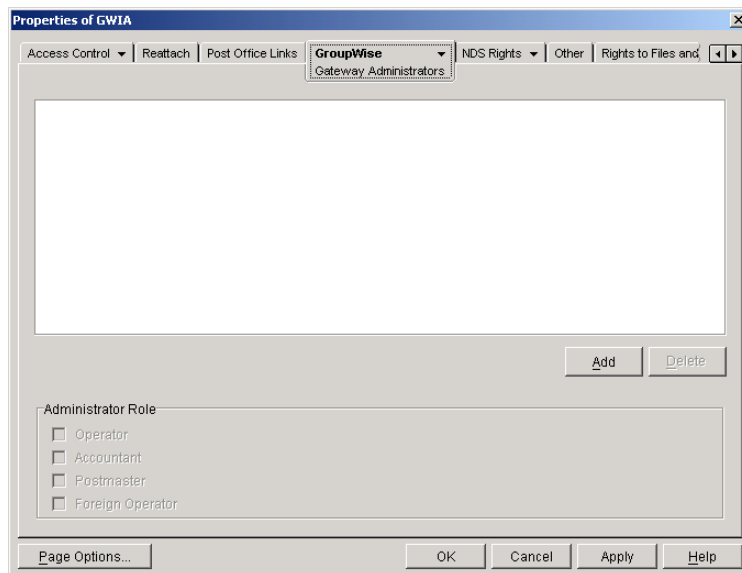 Properties of GWIA
Access Control Reattach Post Office Links GroupWise NDS Rights Other Rights to Files and
Gateway Administrators
Add Delete
Administrator Role
Operator
Accountant
Postmaster
Foreign Operator
Page Options... OK Cancel Apply Help